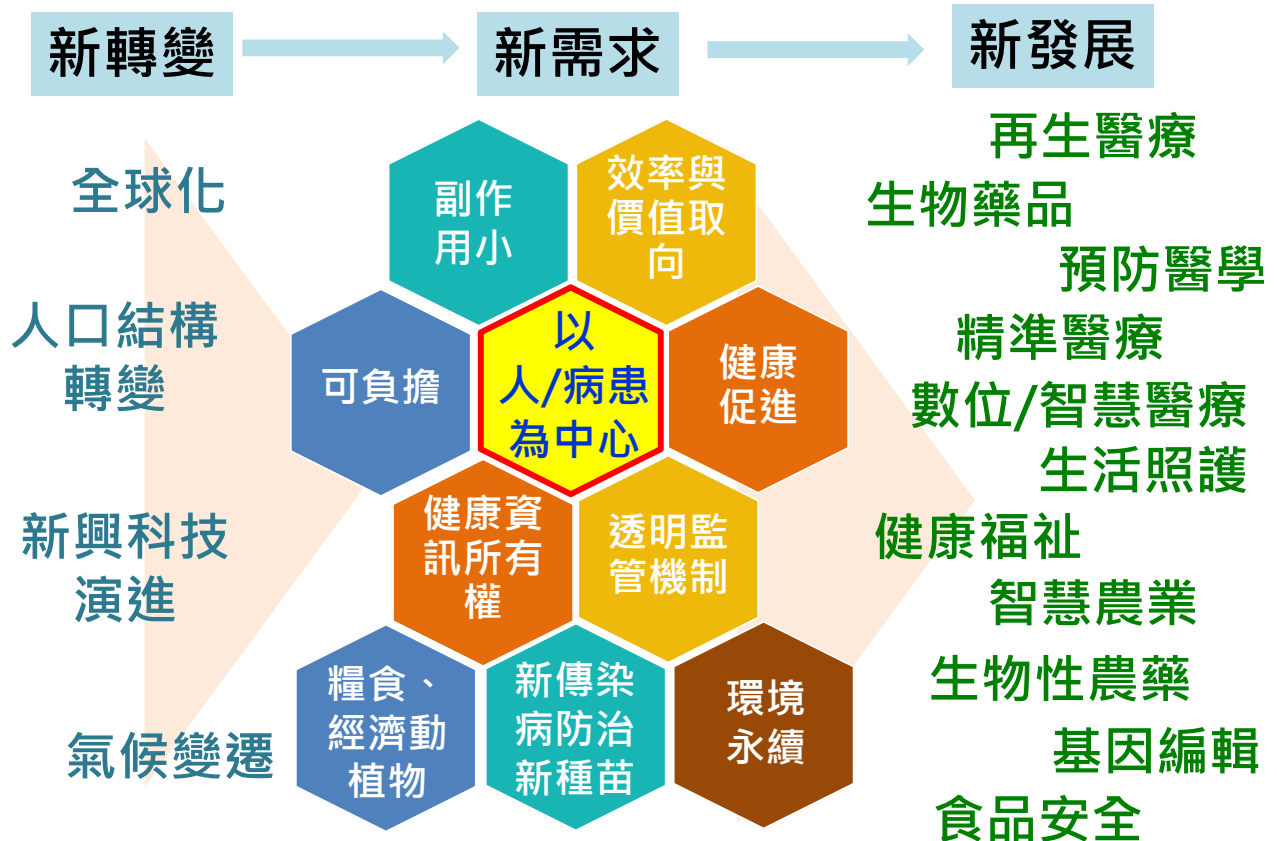 新轉變
新需求
新發展
全球化
人口結構
轉變
新興科技
演進
氣候變遷
副作
用小
效率與
價值取
向
可負擔
以
人/病患
為中心
健康
促進
健康資
訊所有
權
透明監
管機制
糧食、
經濟動
植物
新傳染
病防治
新種苗
環境
永續
再生醫療
生物藥品
預防醫學
精準醫療
數位/智慧醫療
生活照護
健康福祉
智慧農業
生物性農藥
基因編輯
食品安全